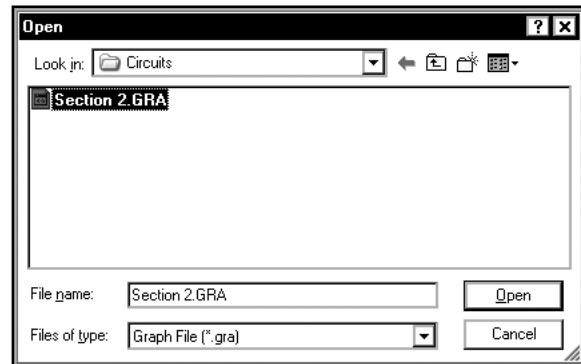 Open
Look in: Circuits
Section 2.GRA
File name: Section 2.GRA Open
Files of type: Graph File (*.gra) Cancel